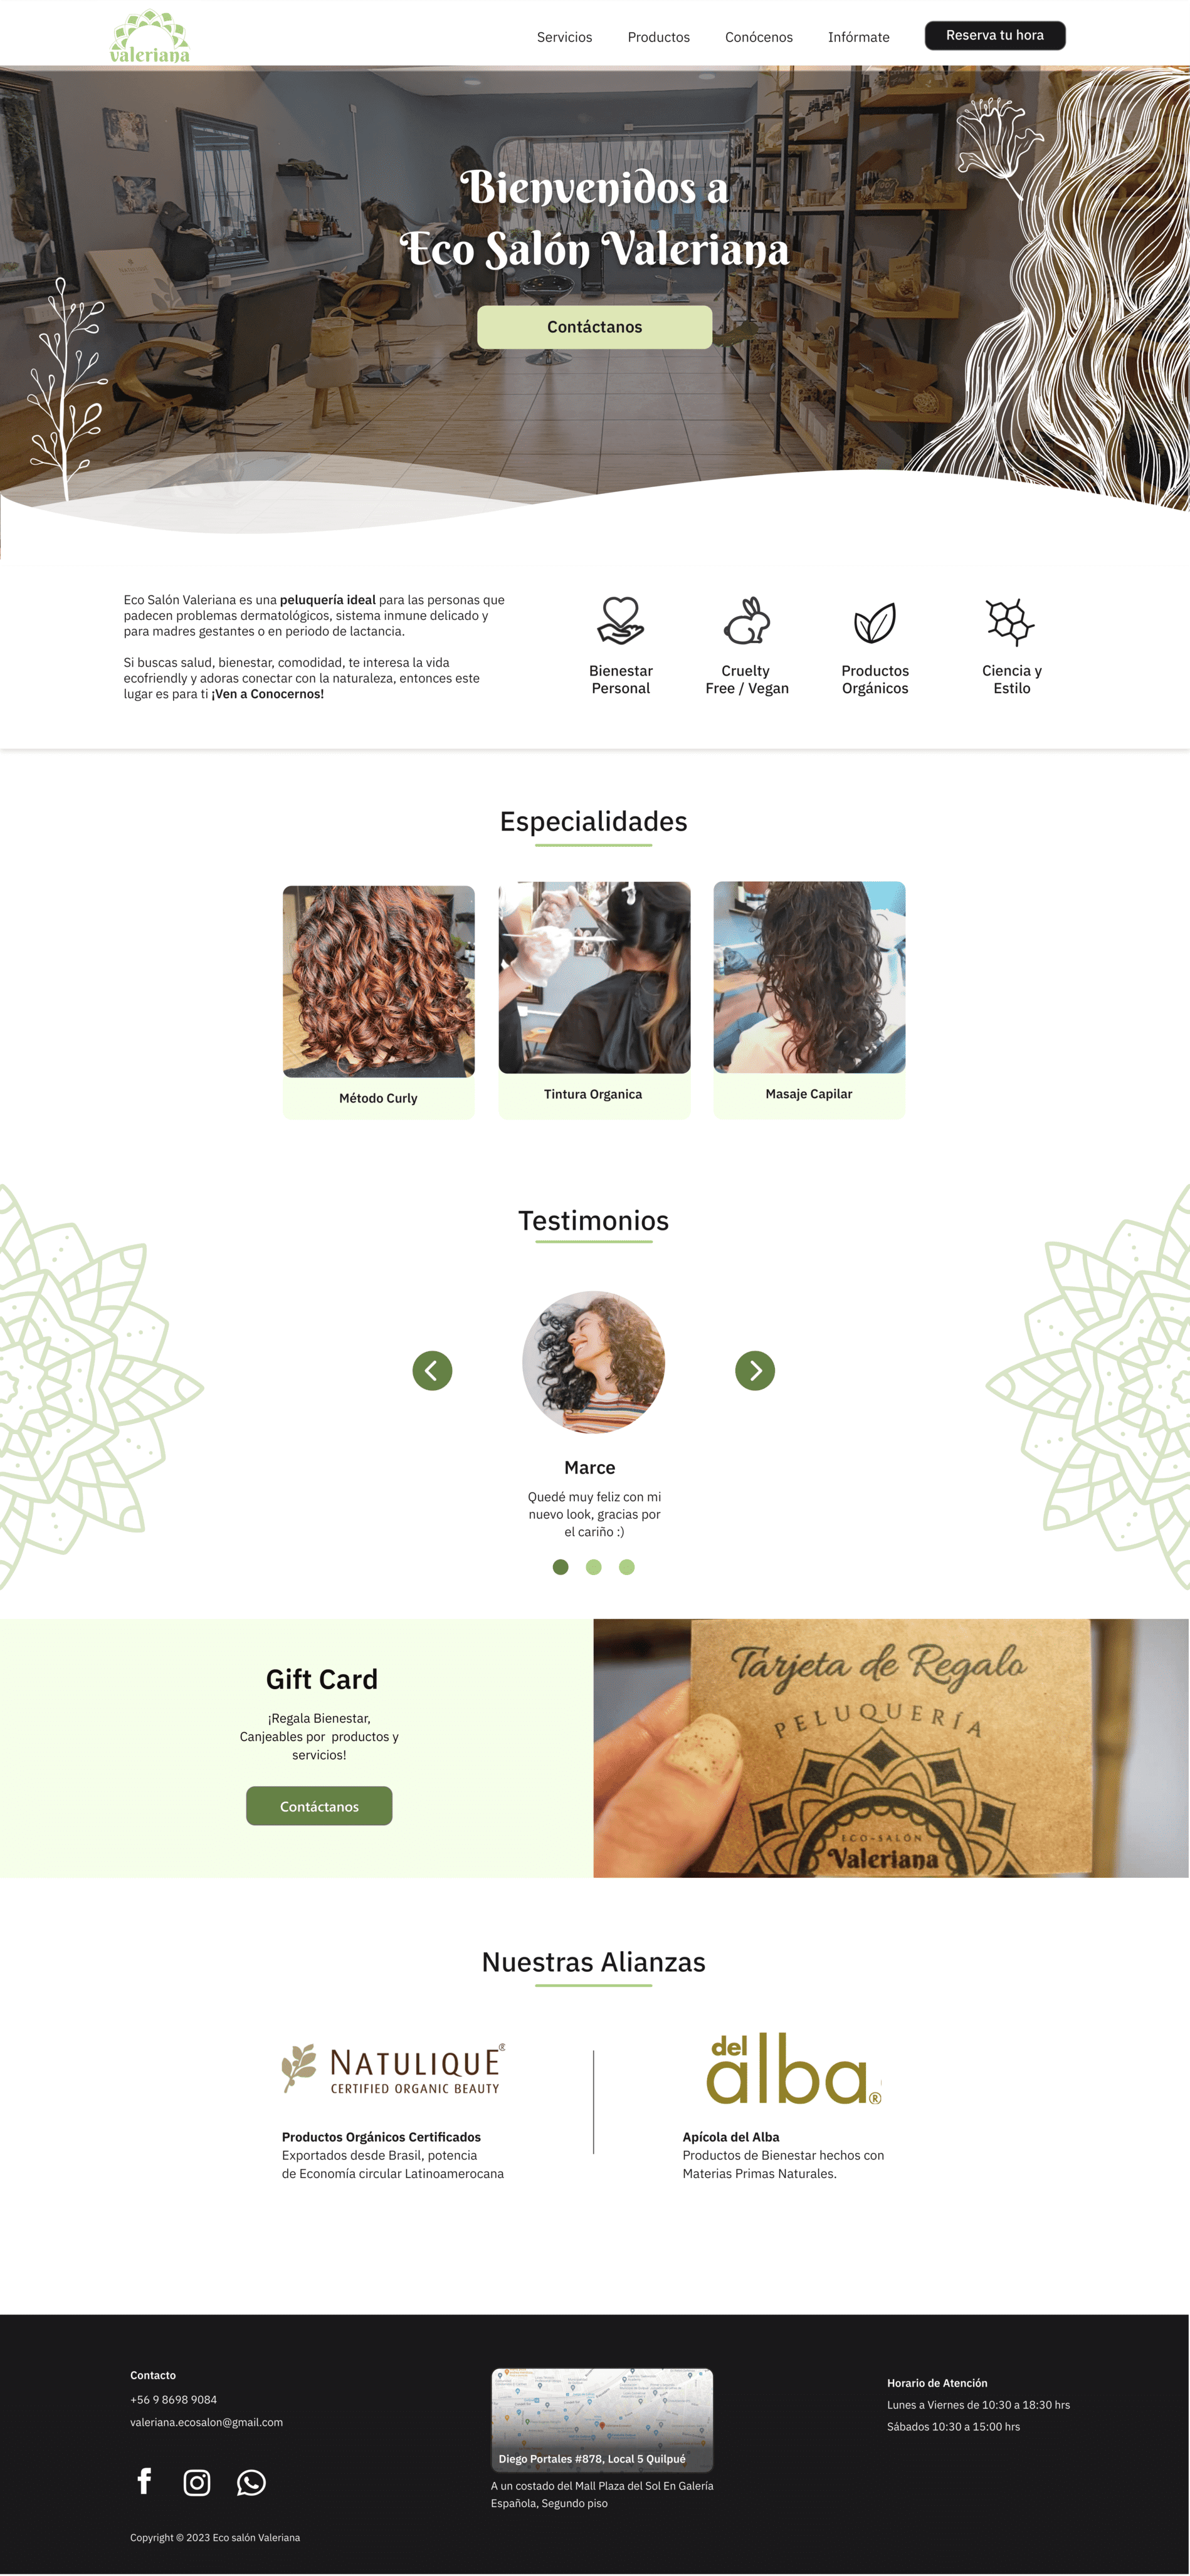 valeriana
Servicios
Productos
Conócenos
Infórmate
Reserva tu hora
MALL
Bienvenidos a
Eco Salón Valeriana
Contáctanos
Eco Salón Valeriana es una peluquería ideal para las personas que
padecen problemas dermatológicos, sistema inmune delicado y
para madres gestantes o en periodo de lactancia.
Si buscas salud, bienestar, comodidad, te interesa la vida
ecofriendly y adoras conectar con la naturaleza, entonces este
lugar es para ti ¡Ven a Conocernos!
Bienestar
Personal
Cruelty
Free / Vegan
Productos
Orgánicos
Ciencia y
Estilo
Especialidades
Método Curly
Tintura Organica
Masaje Capilar
Testimonios
Marce
Quedé muy feliz con mi
nuevo look, gracias por
el cariño :)
Gift Card
¡Regala Bienestar,
Canjeables por productos y
servicios!
Contáctanos
Tarjeta de Regalo
PELUQUERÍA
ECO-SALÓN
Valeriana
Nuestras Alianzas
NATULIQUE®
CERTIFIED ORGANIC BEAUTY
Productos Orgánicos Certificados
Exportados desde Brasil, potencia
de Economía circular Latinoamerocana
del
alba®
Apícola del Alba
Productos de Bienestar hechos con
Materias Primas Naturales.
Contacto
+56 9 8698 9084
valeriana.ecosalon@gmail.com
Copyright © 2023 Eco salón Valeriana
Diego Portales #878, Local 5 Quilpué
A un costado del Mall Plaza del Sol En Galería
Española, Segundo piso
Horario de Atención
Lunes a Viernes de 10:30 a 18:30 hrs
Sábados 10:30 a 15:00 hrs